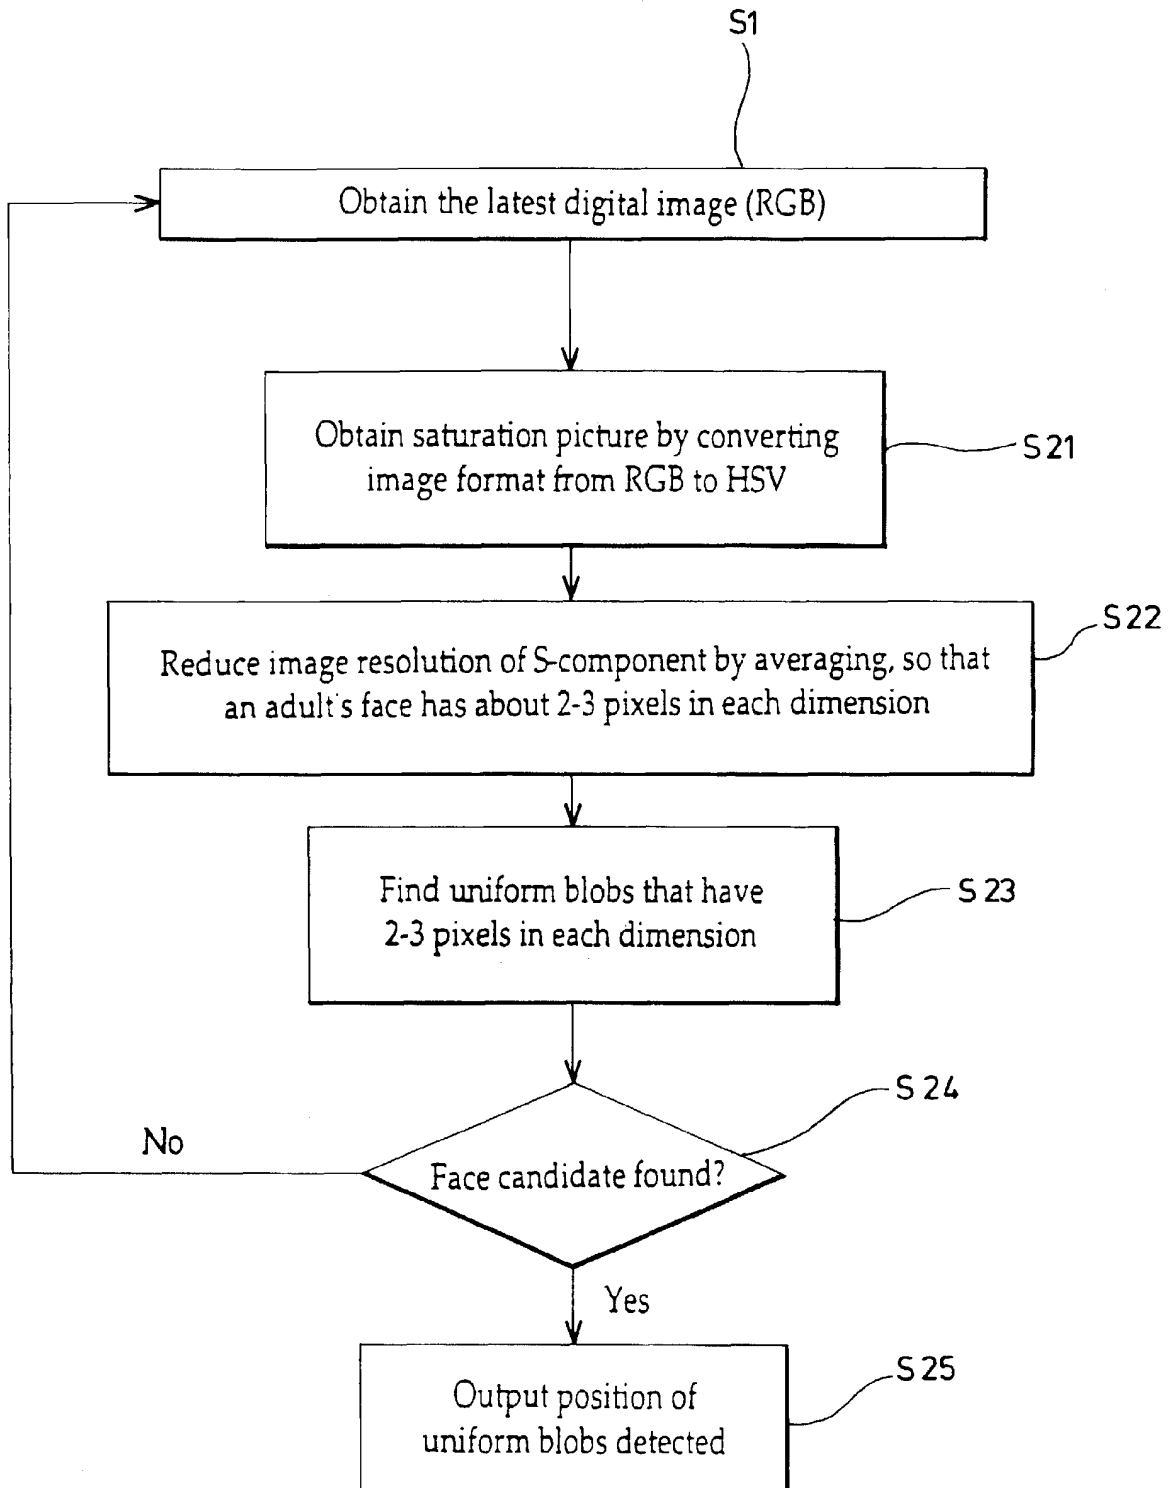 S1
Obtain the latest digital image (RGB)
Obtain saturation picture by converting
image format from RGB to HSV
S21
Reduce image resolution of S-component by averaging, so that
an adult's face has about 2-3 pixels in each dimension
S22
Find uniform blobs that have
2-3 pixels in each dimension
S23
S24
No
Face candidate found?
Yes
Output position of
uniform blobs detected
S25